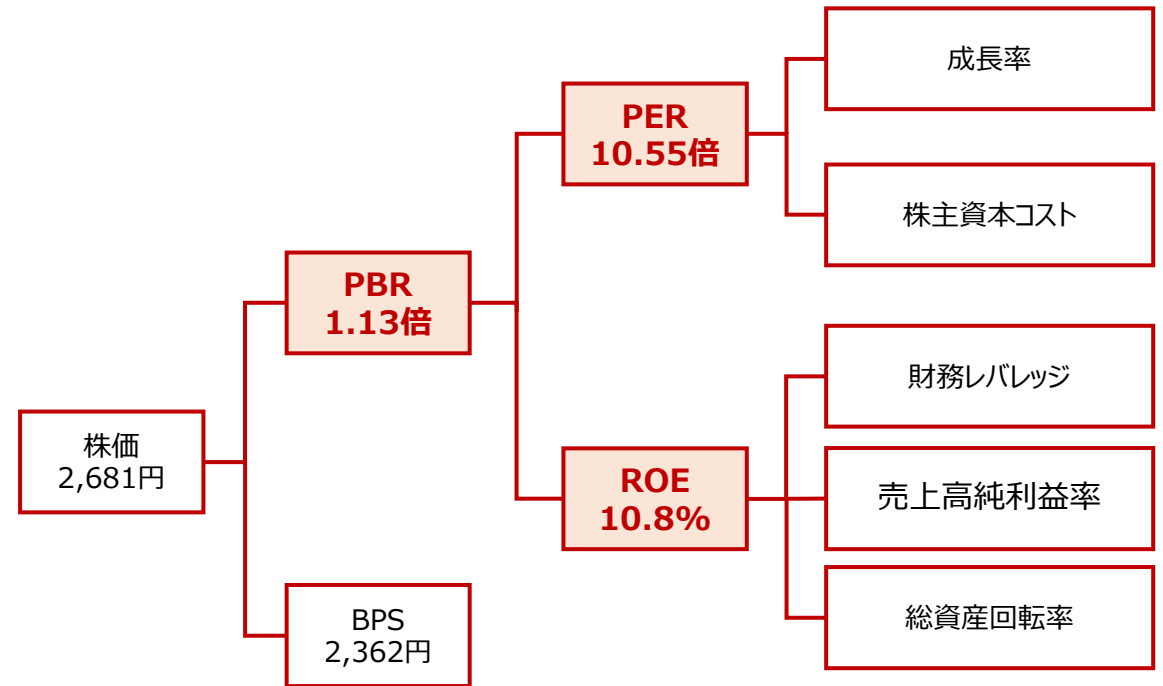 成長率
PER
10.55倍
株主資本コスト
PBR
1.13倍
財務レバレッジ
株価
2,681円
ROE
10.8%
売上高純利益率
BPS
2,362円
総資産回転率